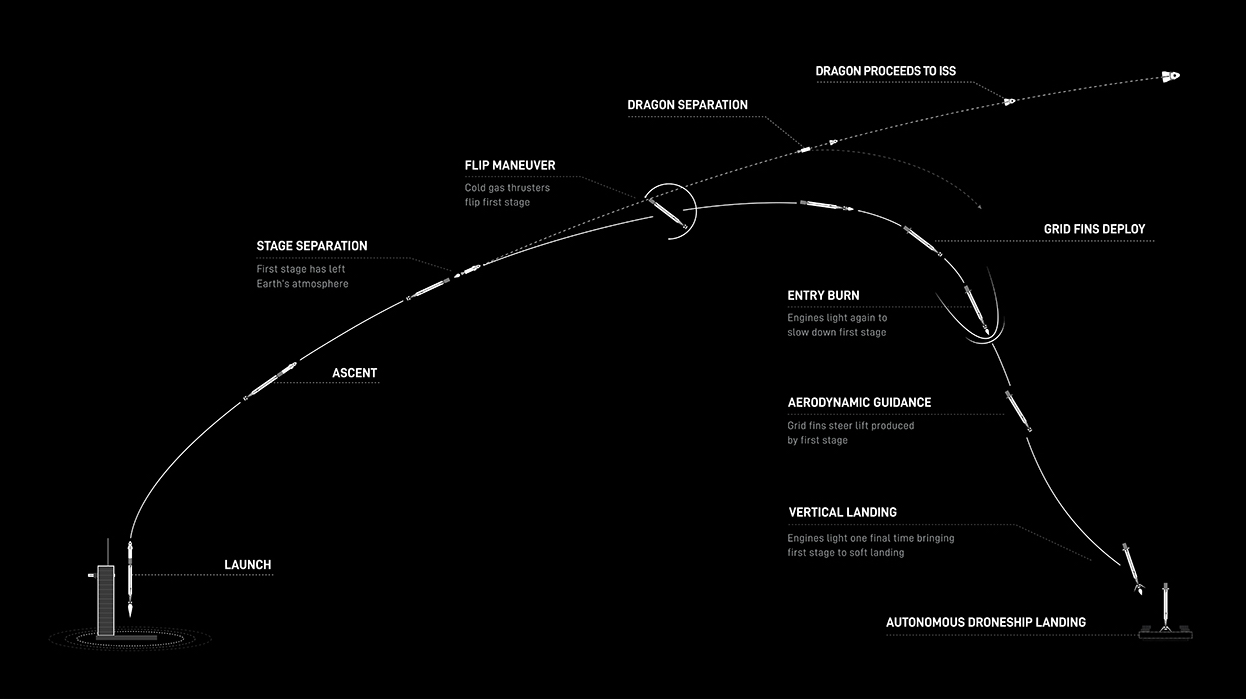 DRAGON PROCEEDS TO ISS
DRAGON SEPARATION
FLIP MANEUVER
Cold gas thrusters
flip first stage
GRID FINS DEPLOY
STAGE SEPARATION
First stage has left
Earth's atmosphere
ENTRY BURN
Engines light again to
slow down first stage
ASCENT
AERODYNAMIC GUIDANCE
Grid fins steer lift produced
by first stage
VERTICAL LANDING
Engines light one final time bringing
first stage to soft landing
LAUNCH
AUTONOMOUS DRONESHIP LANDING